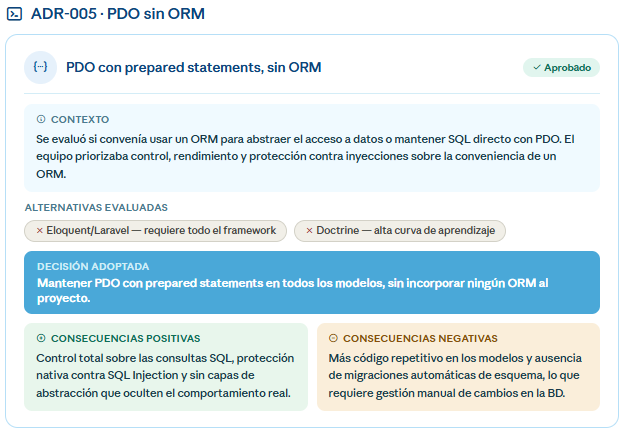 ADR-005 · PDO sin ORM
{··} PDO con prepared statements, sin ORM
✓ Aprobado
CONTEXTO
Se evaluó si convenía usar un ORM para abstraer el acceso a datos o mantener SQL directo con PDO. El
equipo priorizaba control, rendimiento y protección contra inyecciones sobre la conveniencia de un
ORM.
ALTERNATIVAS EVALUADAS
× Eloquent/Laravel — requiere todo el framework
× Doctrine — alta curva de aprendizaje
DECISIÓN ADOPTADA
Mantener PDO con prepared statements en todos los modelos, sin incorporar ningún ORM al
proyecto.
CONSECUENCIAS POSITIVAS
Control total sobre las consultas SQL, protección
nativa contra SQL Injection y sin capas de
abstracción que oculten el comportamiento real.
CONSECUENCIAS NEGATIVAS
Más código repetitivo en los modelos y ausencia
de migraciones automáticas de esquema, lo que
requiere gestión manual de cambios en la BD.